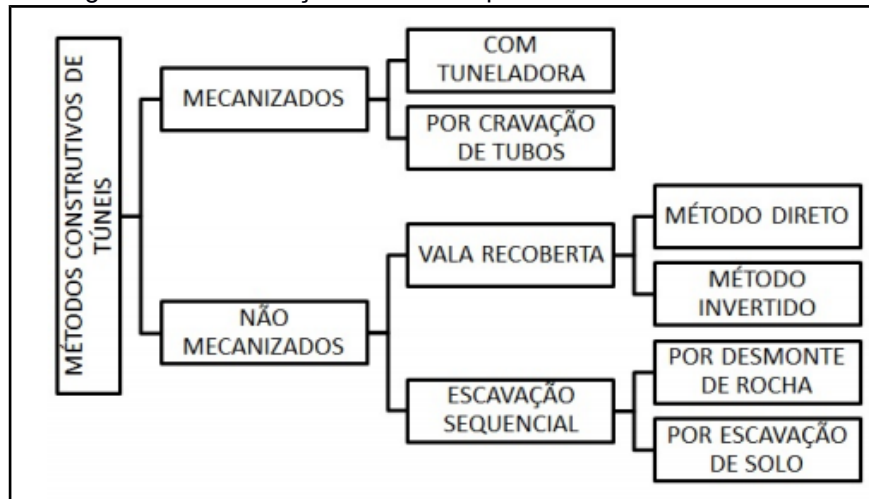 MÉTODOS CONSTRUTIVOS DE
TÚNEIS
MECANIZADOS
COM
TUNELADORA
POR CRAVAÇÃO
DE TUBOS
NÃO
MECANIZADOS
VALA RECOBERTA
MÉTODO DIRETO
MÉTODO
INVERTIDO
ESCAVAÇÃO
SEQUENCIAL
POR DESMONTE
DE ROCHA
POR ESCAVAÇÃO
DE SOLO